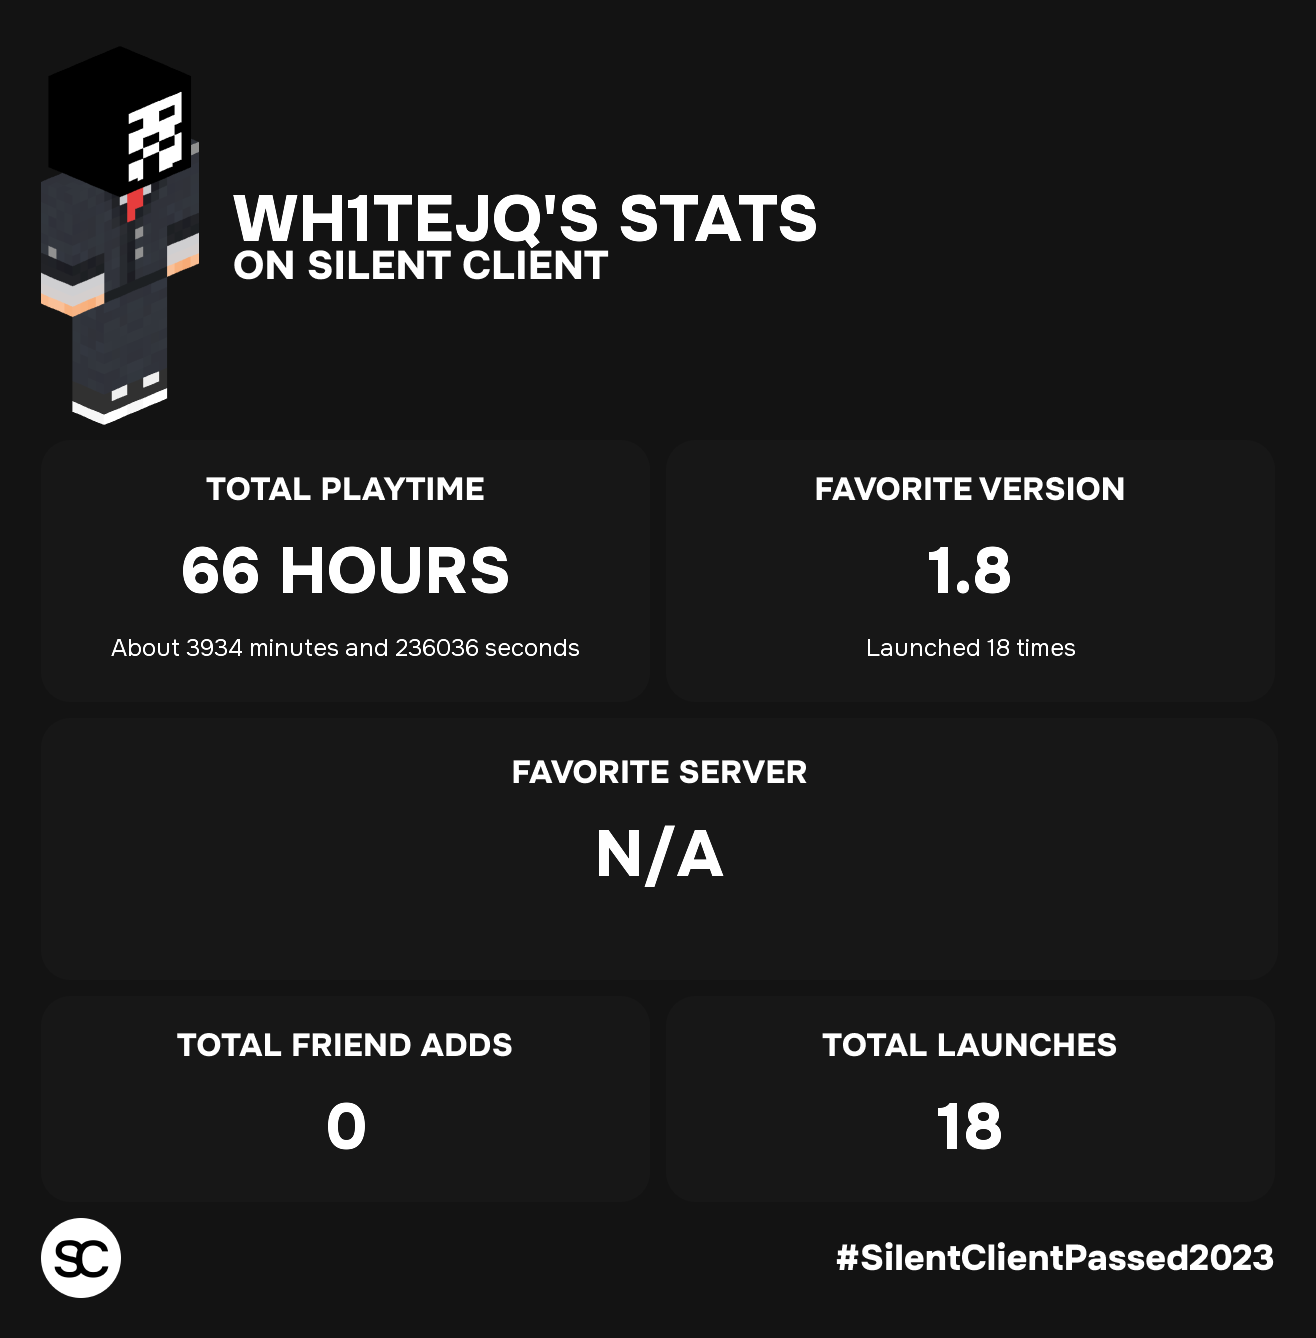 WH1TEJQ'S STATS
ON SILENT CLIENT
TOTAL PLAYTIME
66 HOURS
About 3934 minutes and 236036 seconds
FAVORITE VERSION
1.8
Launched 18 times
FAVORITE SERVER
N/A
TOTAL FRIEND ADDS
0
TOTAL LAUNCHES
18
SC
#SilentClientPassed2023